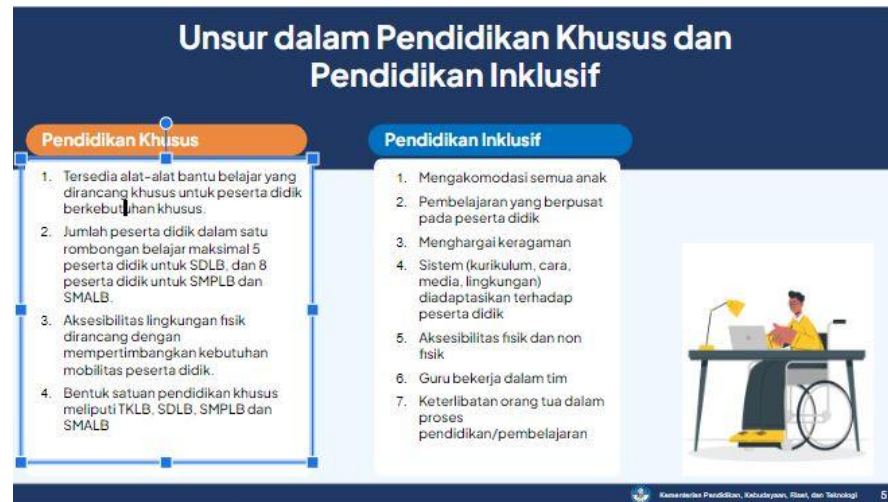 Unsur dalam Pendidikan Khusus dan
Pendidikan Inklusif
Pendidikan Khusus
1. Tersedia alat-alat bantu belajar yang
dirancang khusus untuk peserta didik
berkebutuhan khusus.
2. Jumlah peserta didik dalam satu
rombongan belajar maksimal 5
peserta didik untuk SDLB, dan 8
peserta didik untuk SMPLB dan
SMALB.
3. Aksesibilitas lingkungan fisik
dirancang dengan
mempertimbangkan kebutuhan
mobilitas peserta didik.
4. Bentuk satuan pendidikan khusus
meliputi TKLB, SDLB, SMPLB dan
SMALB
Pendidikan Inklusif
1. Mengakomodasi semua anak
2. Pembelajaran yang berpusat
pada peserta didik
3. Menghargai keragaman
4. Sistem (kurikulum, cara,
media, lingkungan)
diadaptasikan terhadap
peserta didik
5. Aksesibilitas fisik dan non
fisik
6. Guru bekerja dalam tim
7. Keterlibatan orang tua dalam
proses
pendidikan/pembelajaran
Kementerian Pendidikan, Kebudayaan, Riset, dan Teknologi 5